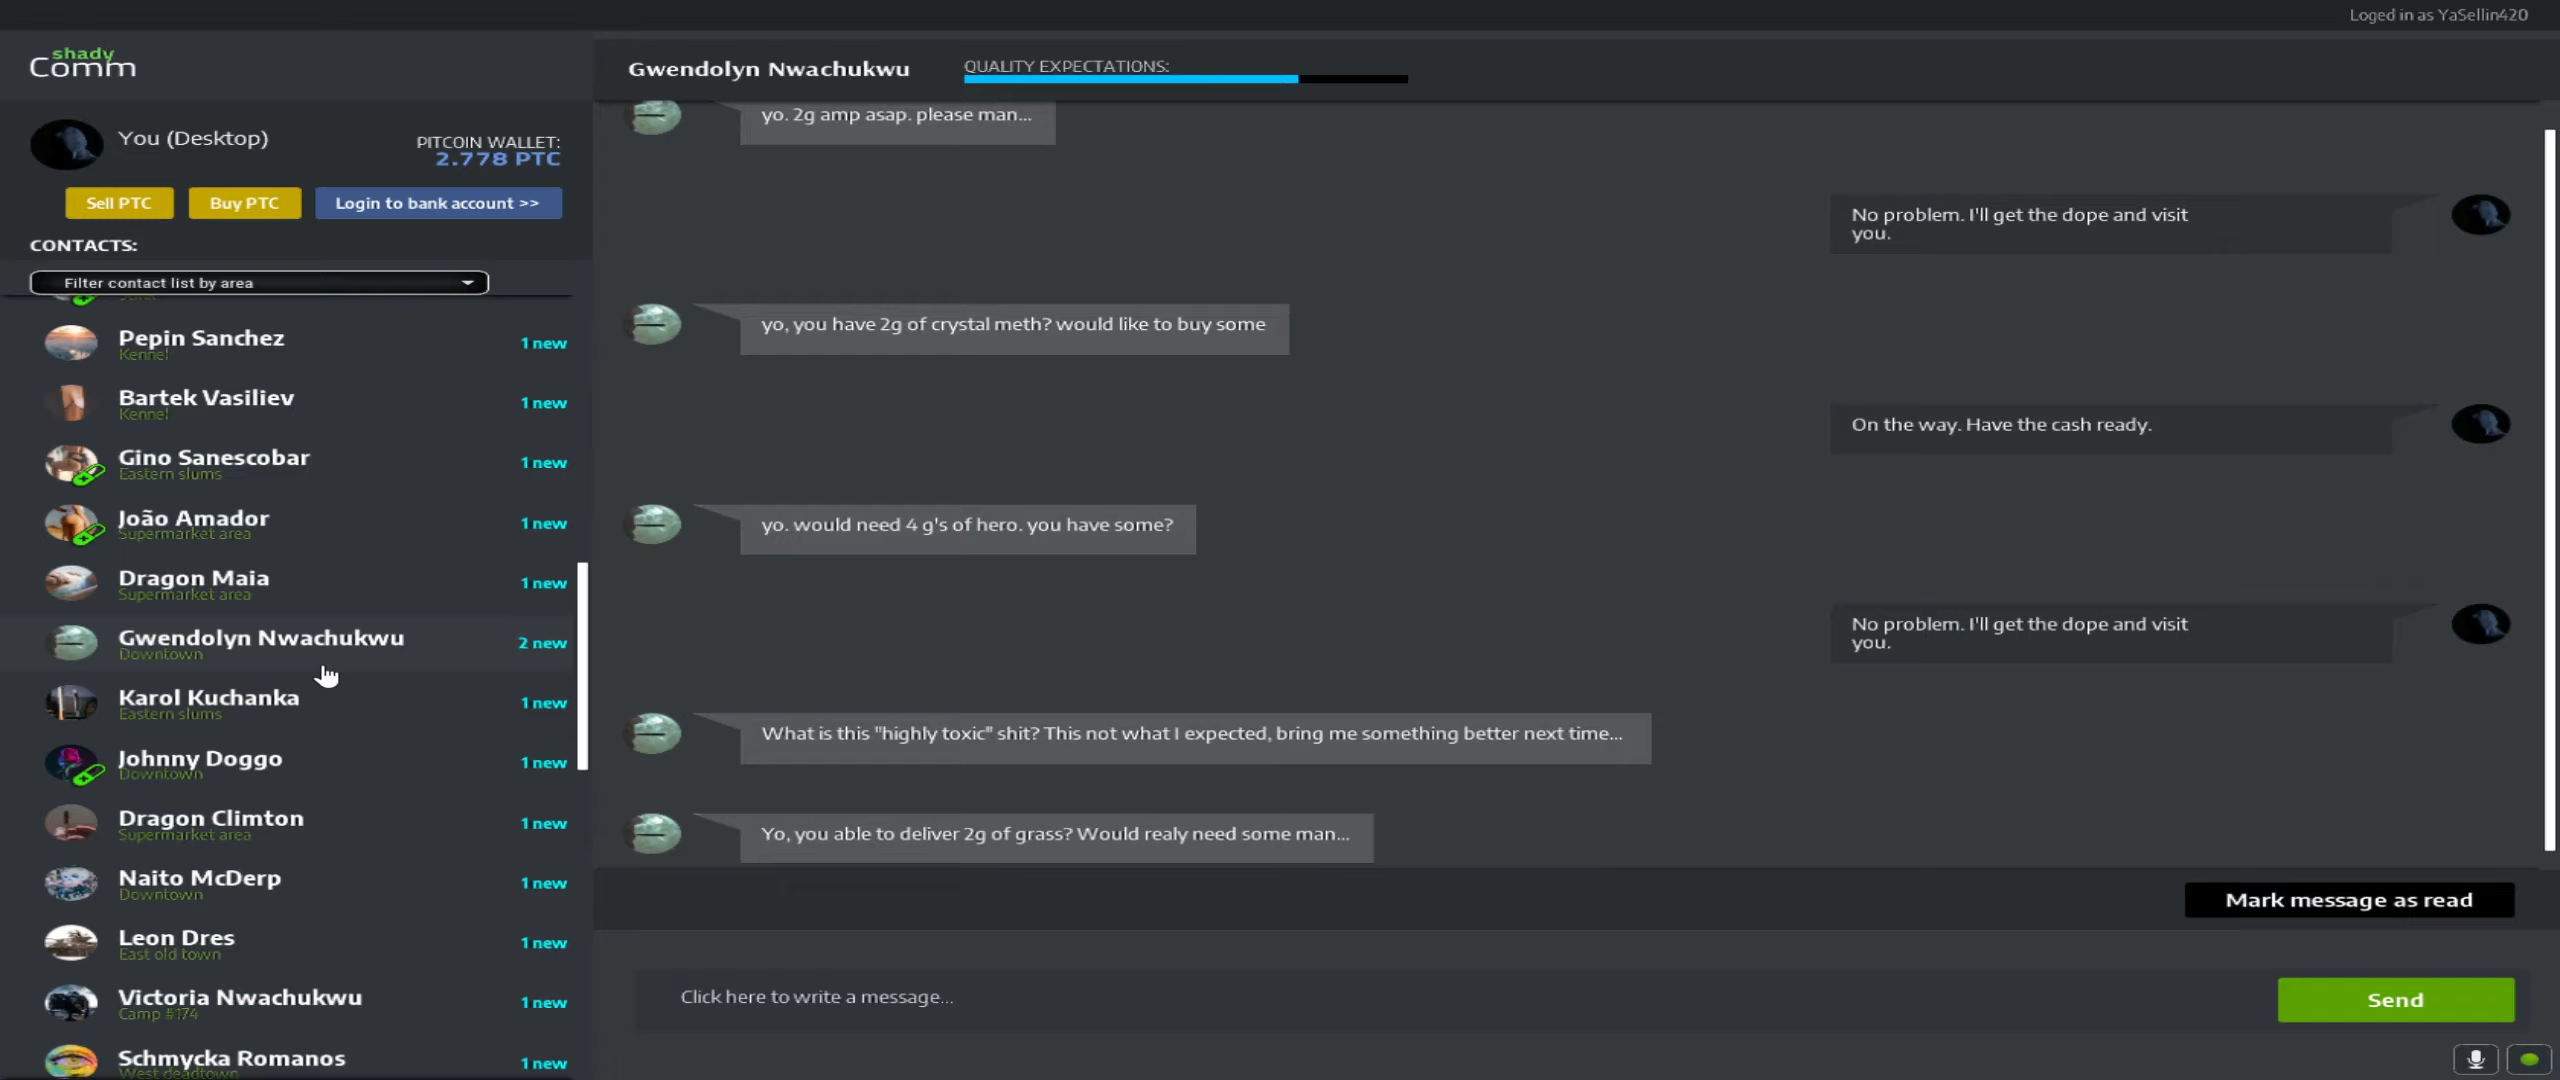 Loged in as YaSellin420
shady
Comm
You (Desktop)
PITCOIN WALLET:
2.778 PTC
Sell PTC
Buy PTC
Login to bank account >>
CONTACTS:
Filter contact list by area
Pepin Sanchez
Kennel
1 new
Bartek Vasiliev
Kennel
1 new
Gino Sanescobar
Eastern slums
1 new
João Amador
Supermarket area
1 new
Dragon Maia
Supermarket area
1 new
Gwendolyn Nwachukwu
Downtown
2 new
Karol Kuchanka
Eastern slums
1 new
Johnny Doggo
Downtown
1 new
Dragon Climton
Supermarket area
1 new
Naito McDerp
Downtown
1 new
Leon Dres
East old town
1 new
Victoria Nwachukwu
Camp #174
1 new
Schmycka Romanos
West deadtown
1 new
Gwendolyn Nwachukwu
QUALITY EXPECTATIONS:
yo. 2g amp asap. please man...
No problem. I'll get the dope and visit
you.
yo, you have 2g of crystal meth? would like to buy some
On the way. Have the cash ready.
yo. would need 4 g's of hero. you have some?
No problem. I'll get the dope and visit
you.
What is this "highly toxic" shit? This not what I expected, bring me something better next time...
Yo, you able to deliver 2g of grass? Would realy need some man...
Mark message as read
Click here to write a message...
Send